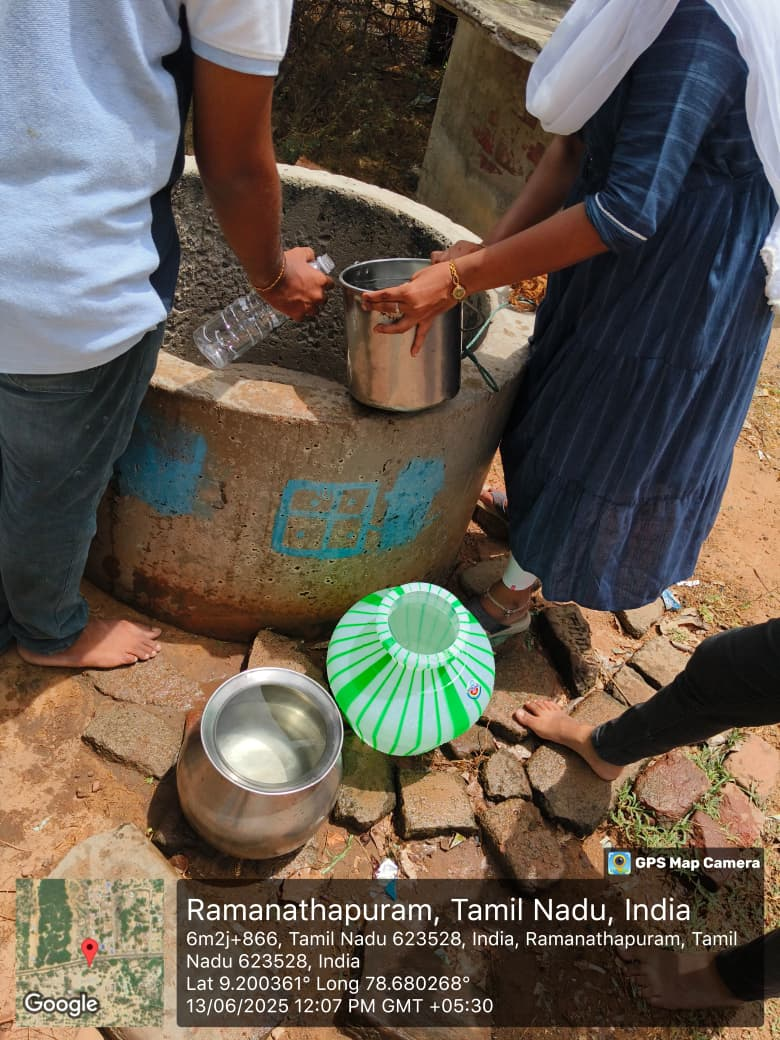 GPS Map Camera
Ramanathapuram, Tamil Nadu, India
6m2j+866, Tamil Nadu 623528, India, Ramanathapuram, Tamil
Nadu 623528, India
Lat 9.200361° Long 78.680268°
13/06/2025 12:07 PM GMT +05:30
Google